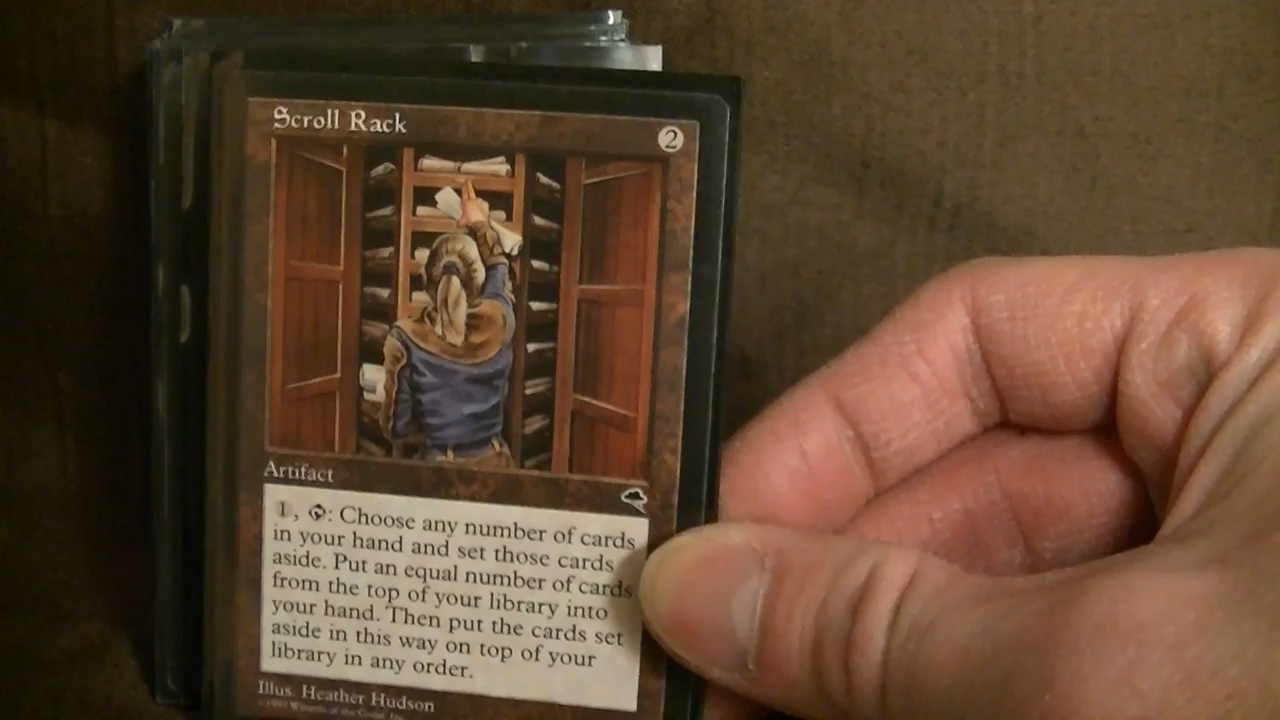 Scroll Rack
2
Artifact
1, : Choose any number of cards
in your hand and set those cards
aside. Put an equal number of cards
from the top of your library into
your hand. Then put the cards set
aside in this way on top of your
library in any order.
Illus. Heather Hudson